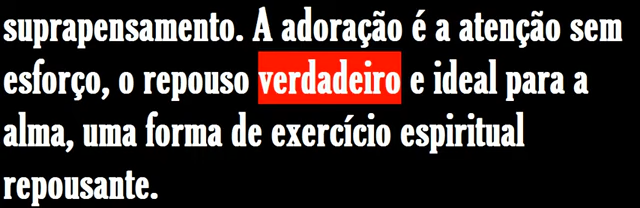 suprapensamento. A adoração é a atenção sem
esforço, o repouso verdadeiro e ideal para a
alma, uma forma de exercício espiritual
repousante.